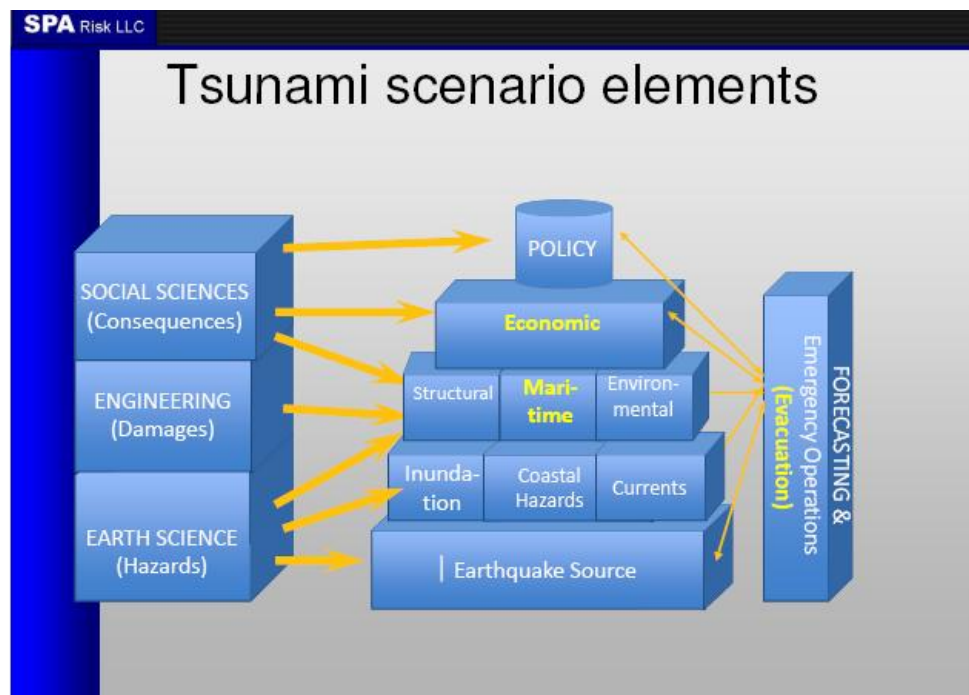 SPA Risk LLC
Tsunami scenario elements
SOCIAL SCIENCES
(Consequences)
ENGINEERING
(Damages)
EARTH SCIENCE
(Hazards)
POLICY
Economic
Structural
Mari-
time
Environ-
mental
Inunda-
tion
Coastal
Hazards
Currents
Earthquake Source
FORECASTING &
Emergency Operations
(Evacuation)